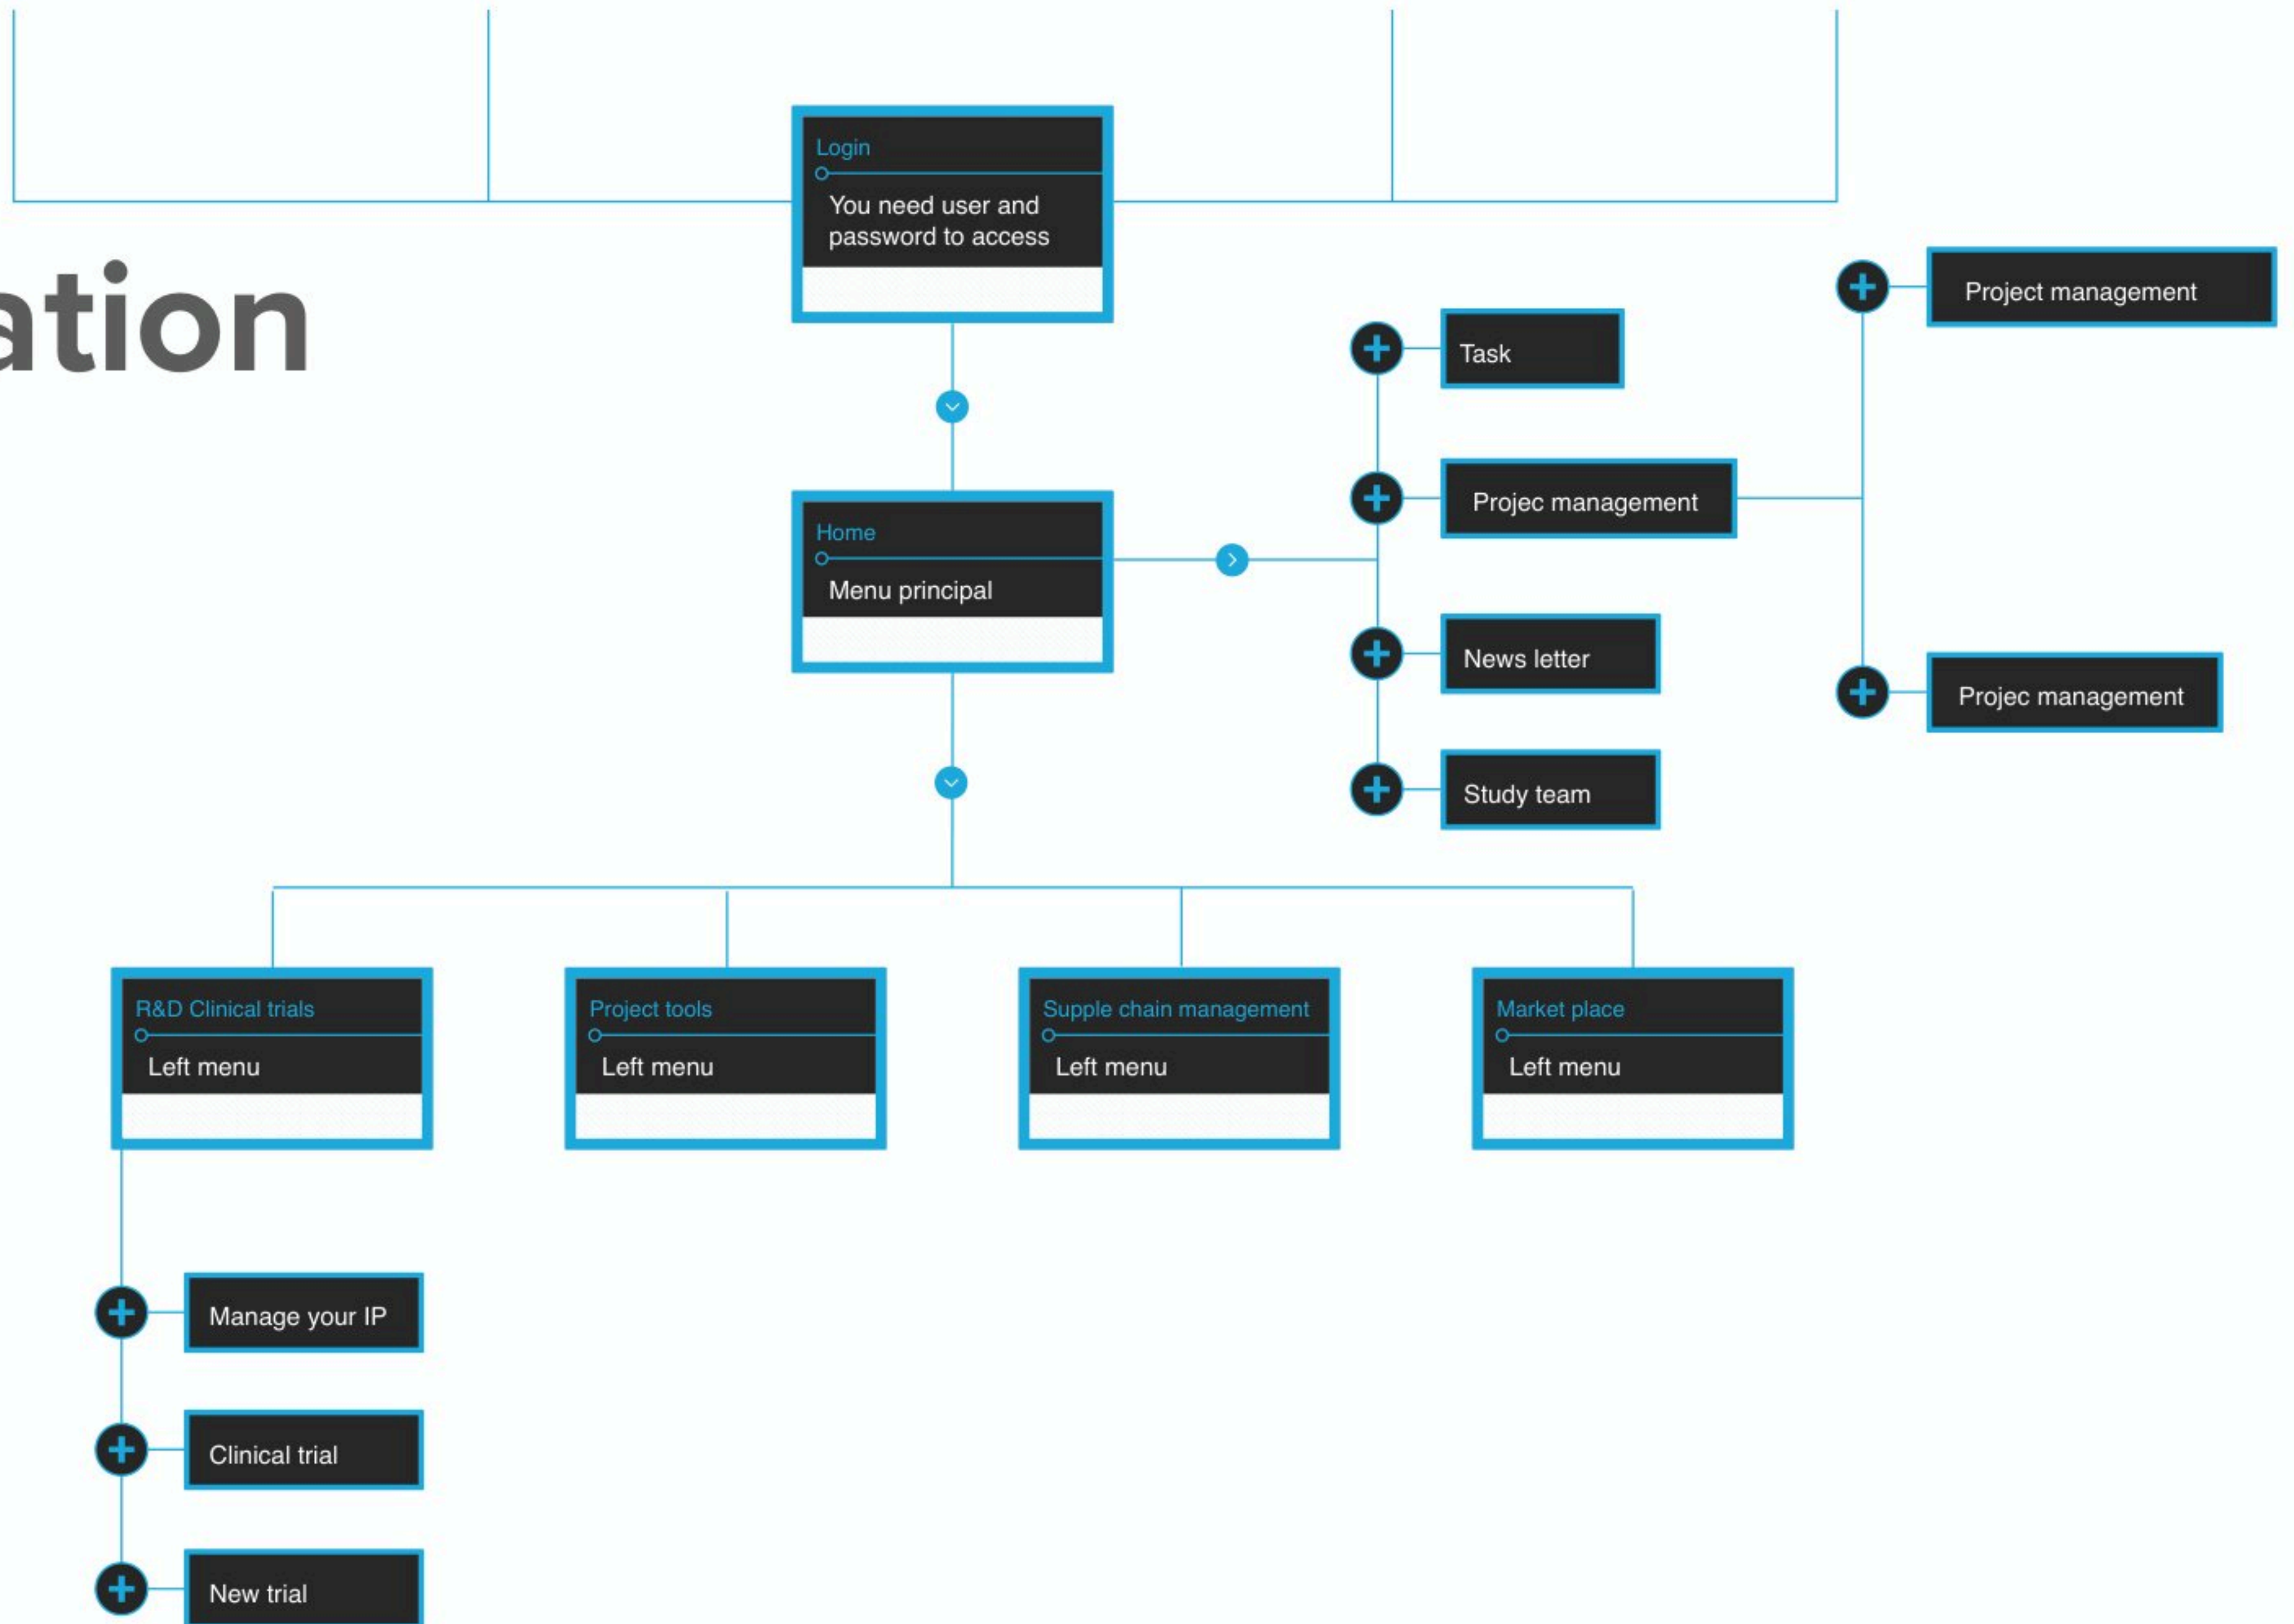 Login
You need user and
password to access
ation
Home
Menu principal
Task
Projec management
News letter
Study team
Project management
Projec management
R&D Clinical trials
Left menu
Project tools
Left menu
Supple chain management
Left menu
Market place
Left menu
Manage your IP
Clinical trial
New trial